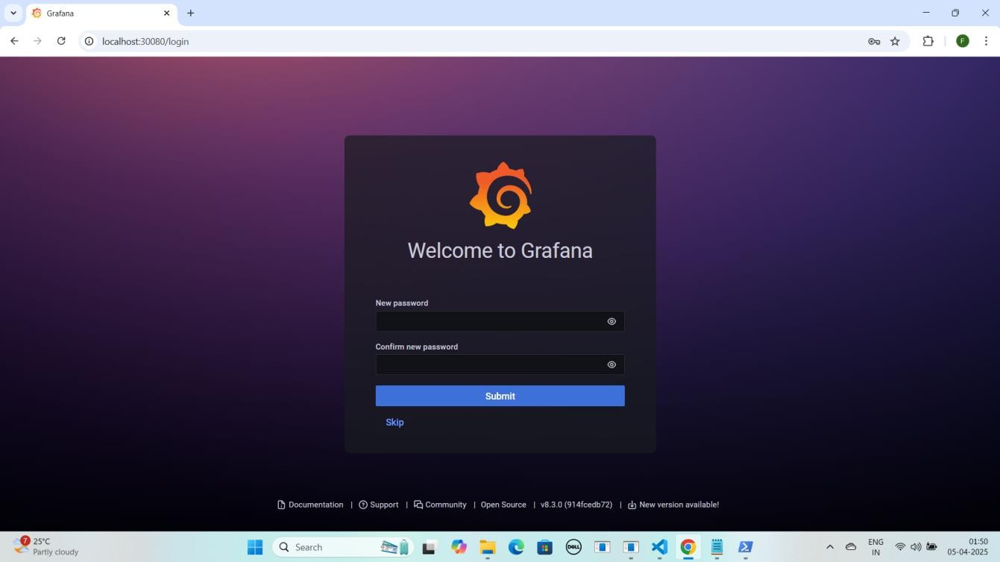 Grafana
localhost:30080/login
F
Welcome to Grafana
New password
Confirm new password
Submit
Skip
Documentation | Support | Community | Open Source | v8.3.0 (914fcedb72) | New version available!
7
25°C
Partly cloudy
Search
DELL
ENG
IN
01:50
05-04-2025